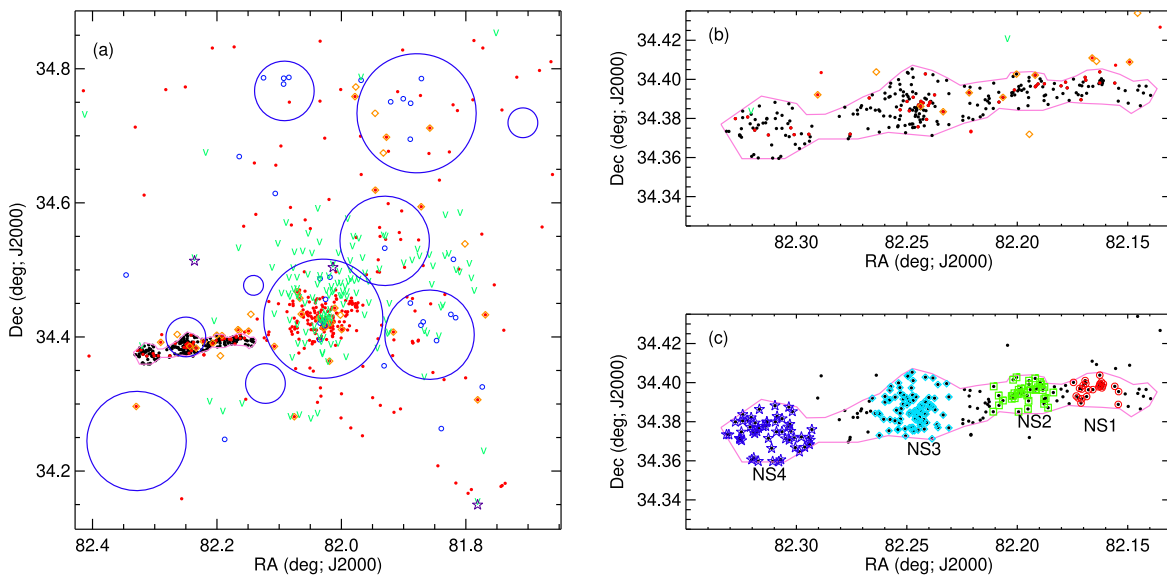 (a)
34.8
34.6
34.4
34.2
Dec (deg; J2000)
82.4 82.2 82.0 81.8
RA (deg; J2000)
(b)
34.42
34.40
34.38
34.36
34.34
Dec (deg; J2000)
82.30 82.25 82.20 82.15
RA (deg; J2000)
(c)
34.42
34.40
34.38
34.36
34.34
Dec (deg; J2000)
NS4
NS3
NS2
NS1
82.30 82.25 82.20 82.15
RA (deg; J2000)